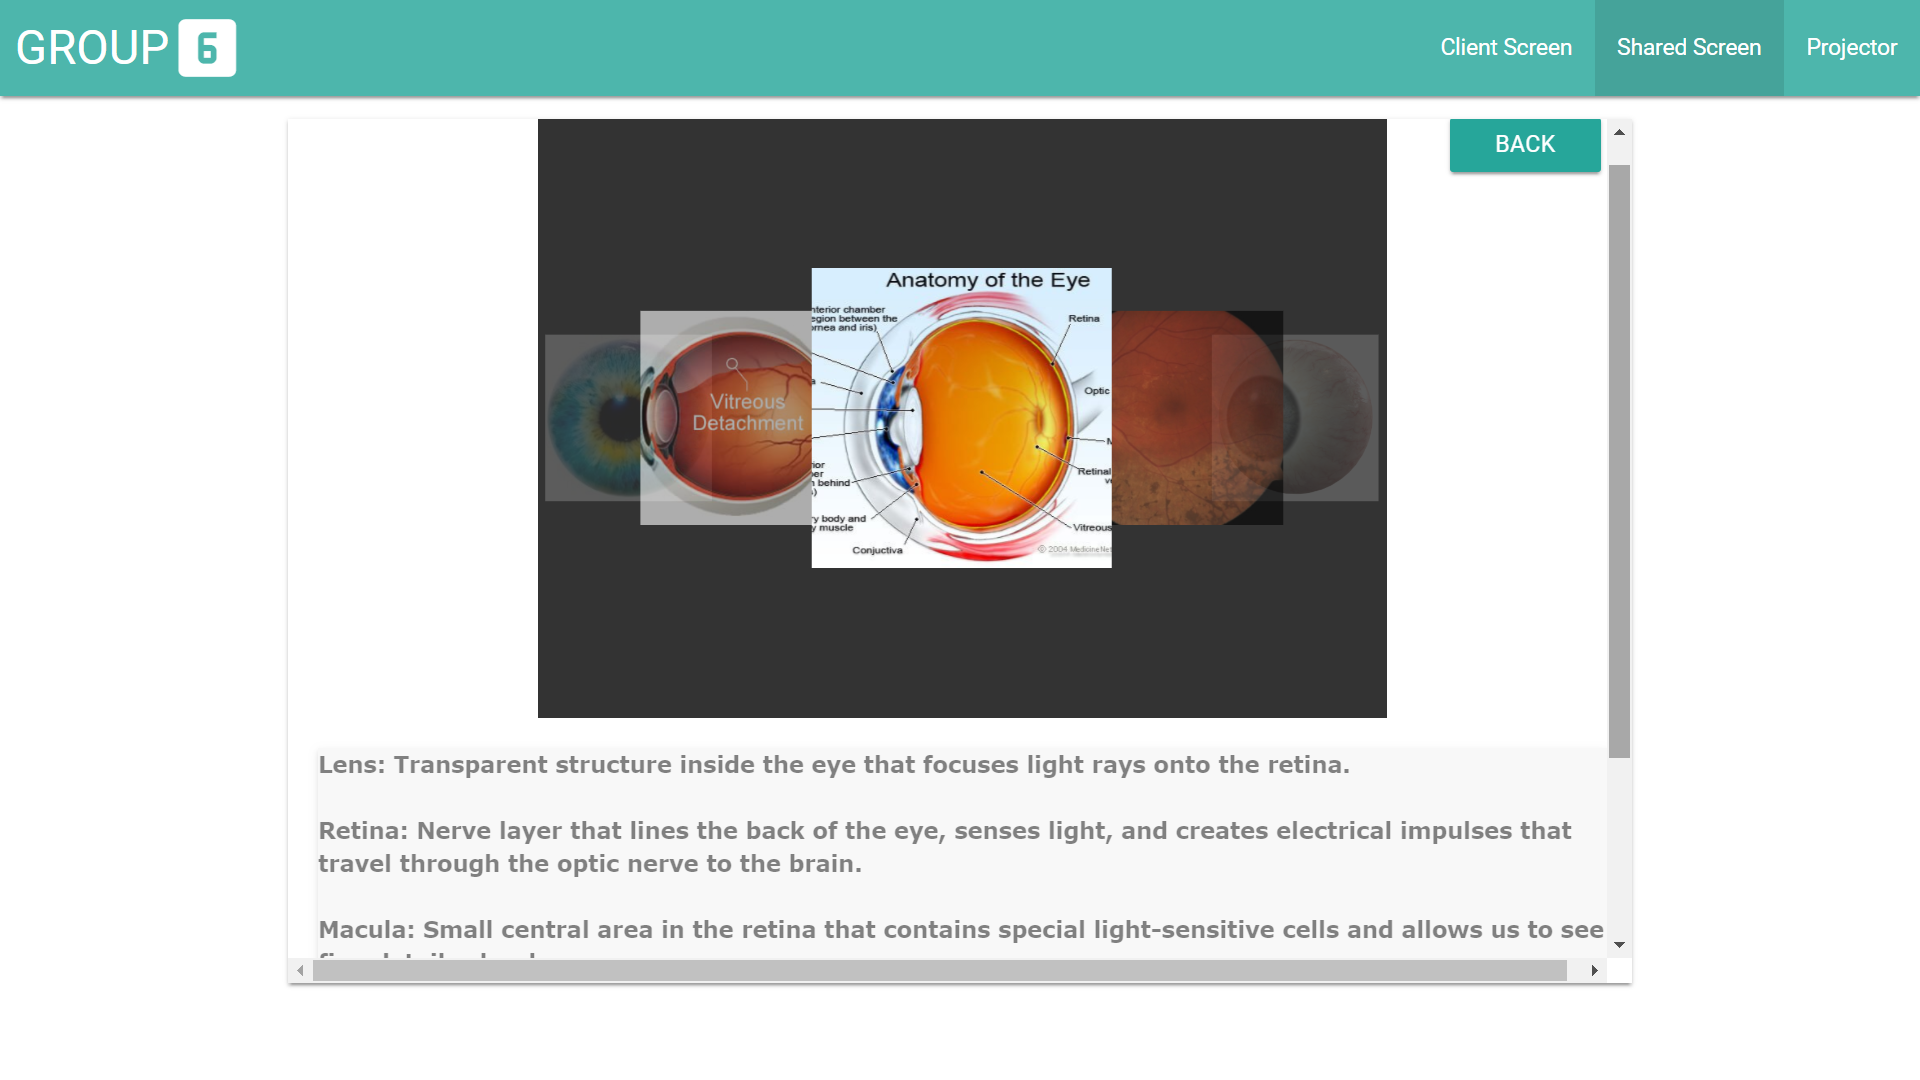 GROUP 6
Client Screen
Shared Screen
Projector
BACK
Anatomy of the Eye
nterior chamber
egion between the
ornea and iris)
Retina
Optic
Vitreous
Detachment
Retinal
behind
y body and
y muscle
Vitreous
Conjuctiva
© 2004 MedicineNet
Lens: Transparent structure inside the eye that focuses light rays onto the retina.
Retina: Nerve layer that lines the back of the eye, senses light, and creates electrical impulses that
travel through the optic nerve to the brain.
Macula: Small central area in the retina that contains special light-sensitive cells and allows us to see